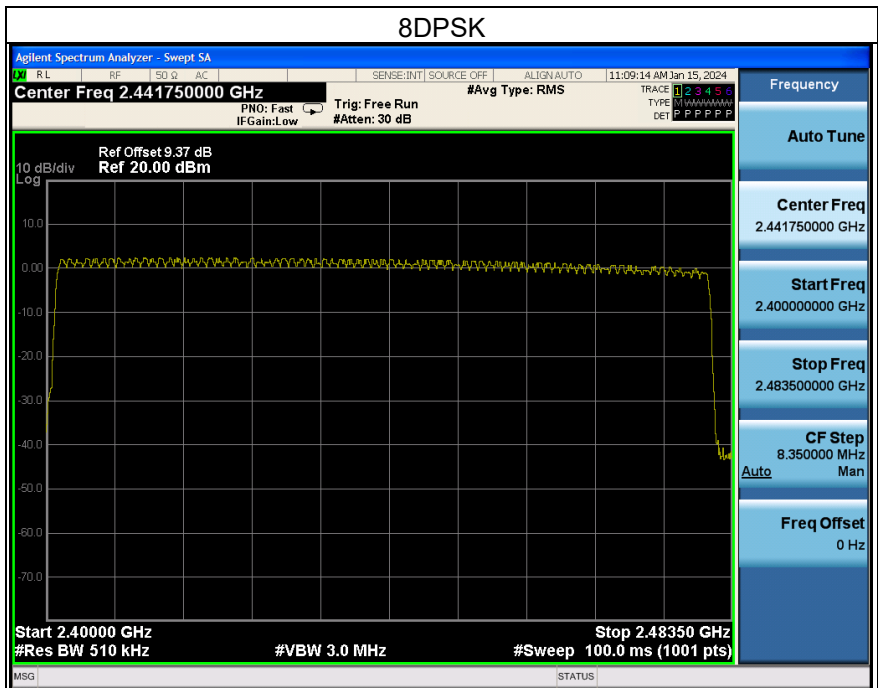 8DPSK
Agilent Spectrum Analyzer - Swept SA
LXI RL RF 50 Ω AC SENSE:INT SOURCE OFF ALIGN AUTO 11:09:14 AM Jan 15, 2024
Center Freq 2.441750000 GHz #Avg Type: RMS TRACE 1 2 3 4 5 6
PNO: Fast Trig: Free Run TYPE M WWWWW
IFGain:Low #Atten: 30 dB DET P P P P P P
Frequency
Auto Tune
Ref Offset 9.37 dB
10 dB/div Ref 20.00 dBm
Log
10.0
0.00
-10.0
-20.0
-30.0
-40.0
-50.0
-60.0
-70.0
Center Freq
2.441750000 GHz
Start Freq
2.400000000 GHz
Stop Freq
2.483500000 GHz
CF Step
8.350000 MHz
Auto Man
Freq Offset
0 Hz
Start 2.40000 GHz Stop 2.48350 GHz
#Res BW 510 kHz #VBW 3.0 MHz #Sweep 100.0 ms (1001 pts)
MSG STATUS